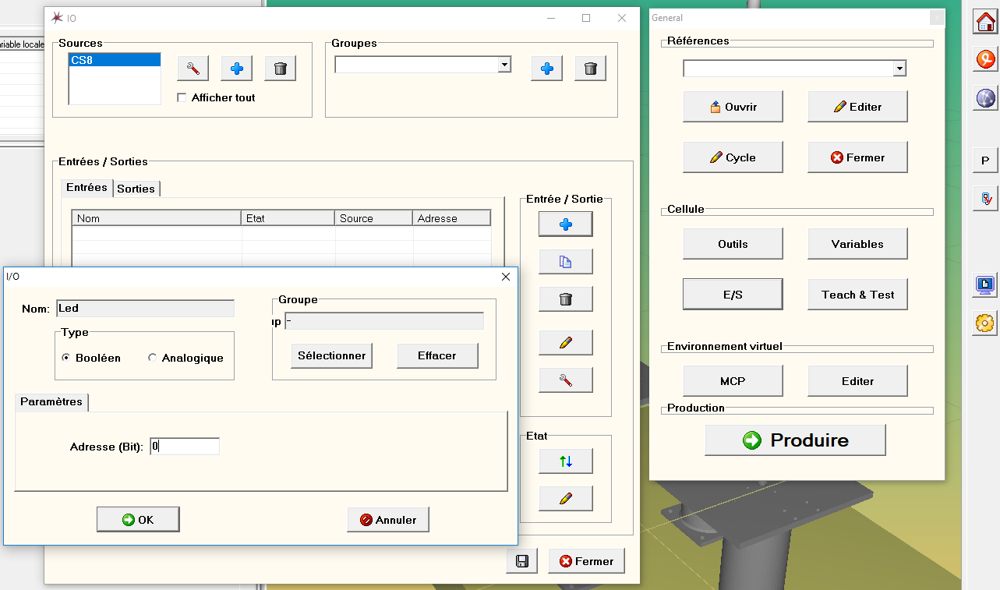 riable locale
IO
Sources
CS8
Afficher tout
Groupes
Entrées / Sorties
Entrées
Sorties
Nom
Etat
Source
Adresse
Entrée / Sortie
Etat
Fermer
I/O
Nom:
Led
Type
Booléen
Analogique
Groupe
up
-
Sélectionner
Effacer
Paramètres
Adresse (Bit):
0
OK
Annuler
General
Références
Ouvrir
Editer
Cycle
Fermer
Cellule
Outils
Variables
E/S
Teach & Test
Environnement virtuel
MCP
Editer
Production
Produire
P